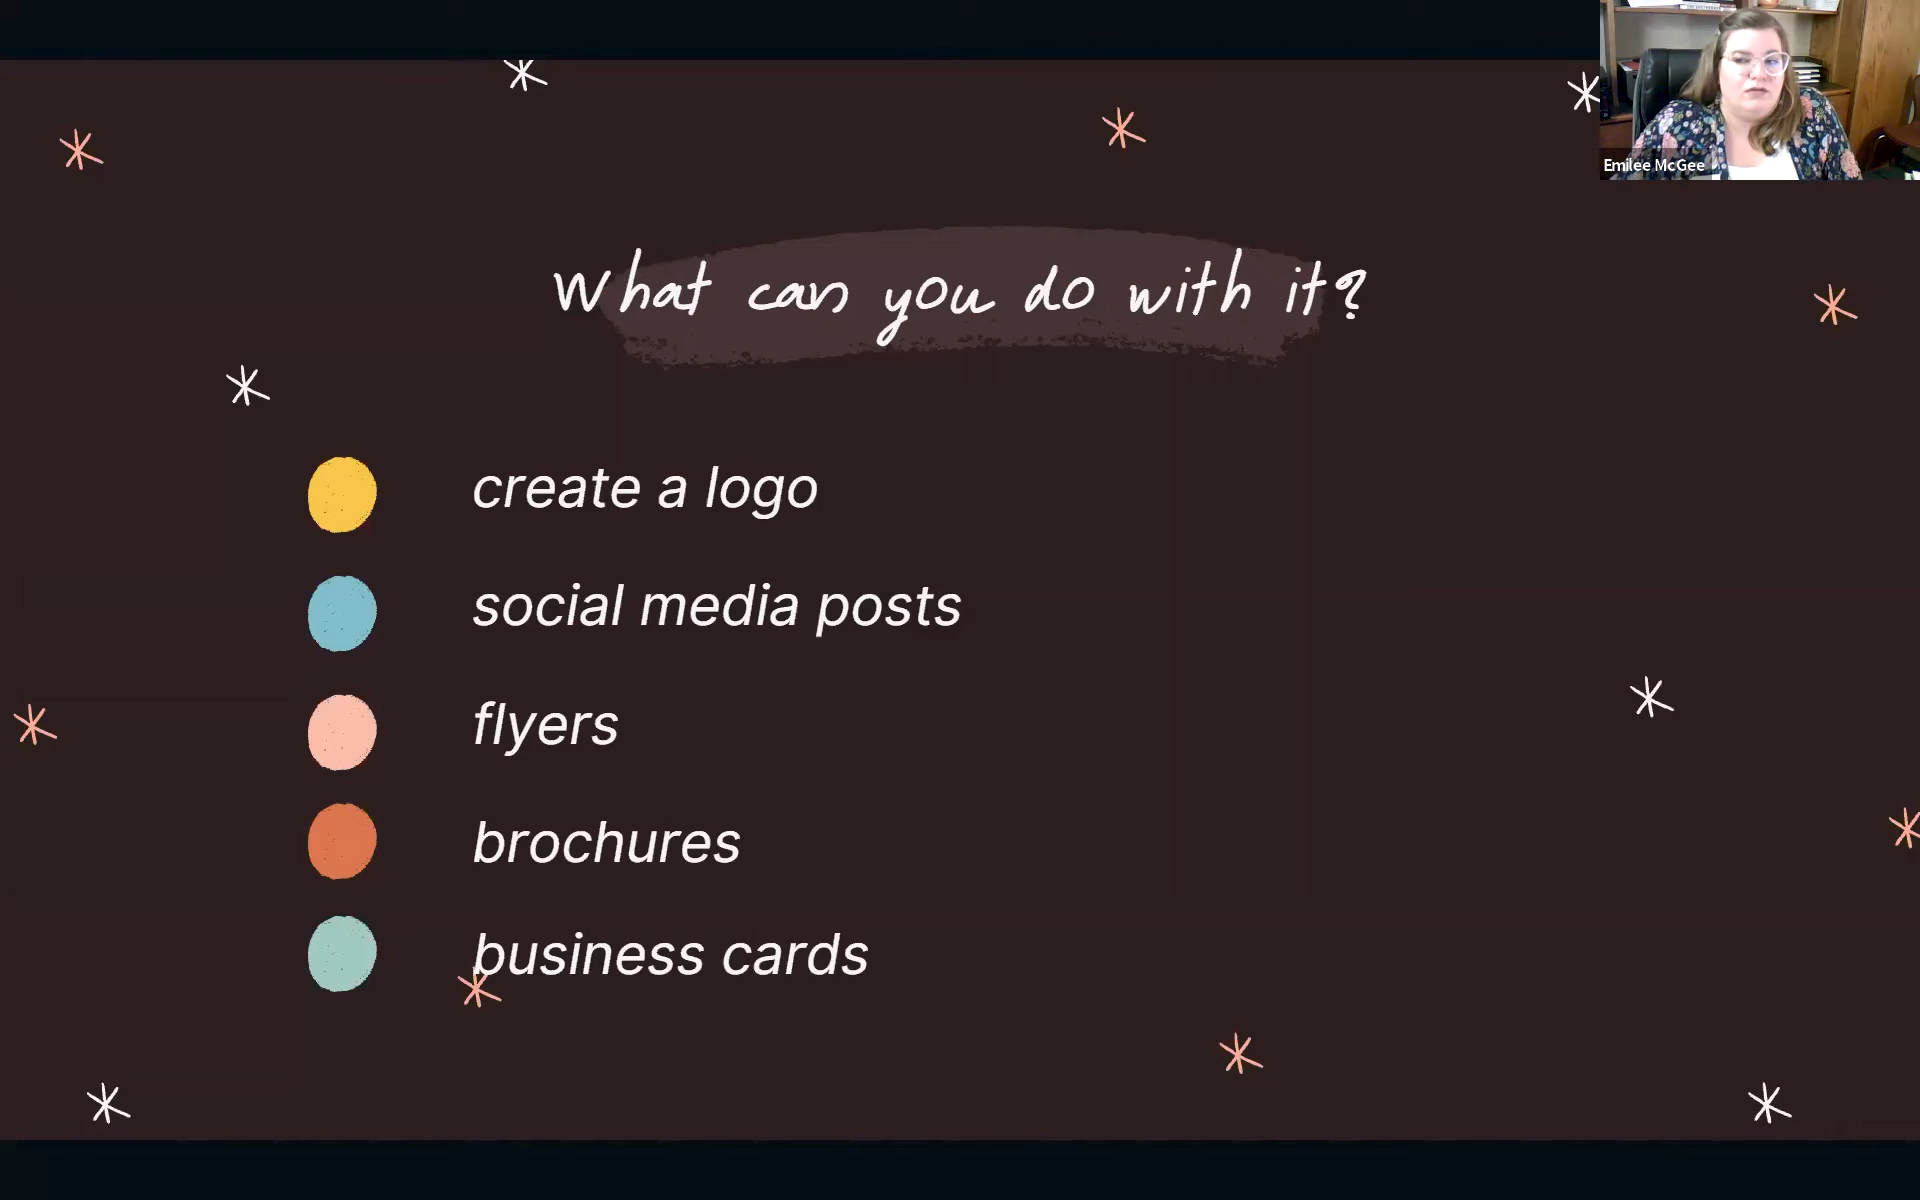 What can you do with it?
create a logo
social media posts
flyers
brochures
business cards
Emilee McGee